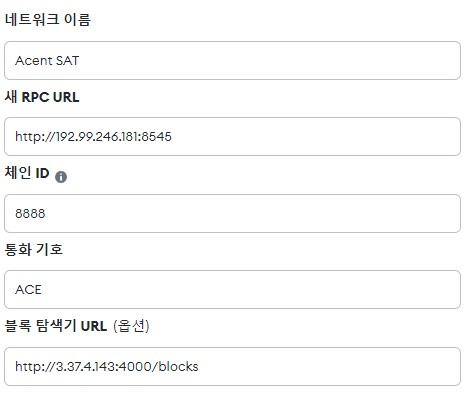 네트워크 이름
Acent SAT
새 RPC URL
http://192.99.246.181:8545
체인 ID
8888
통화 기호
ACE
블록 탐색기 URL (옵션)
http://3.37.4.143:4000/blocks